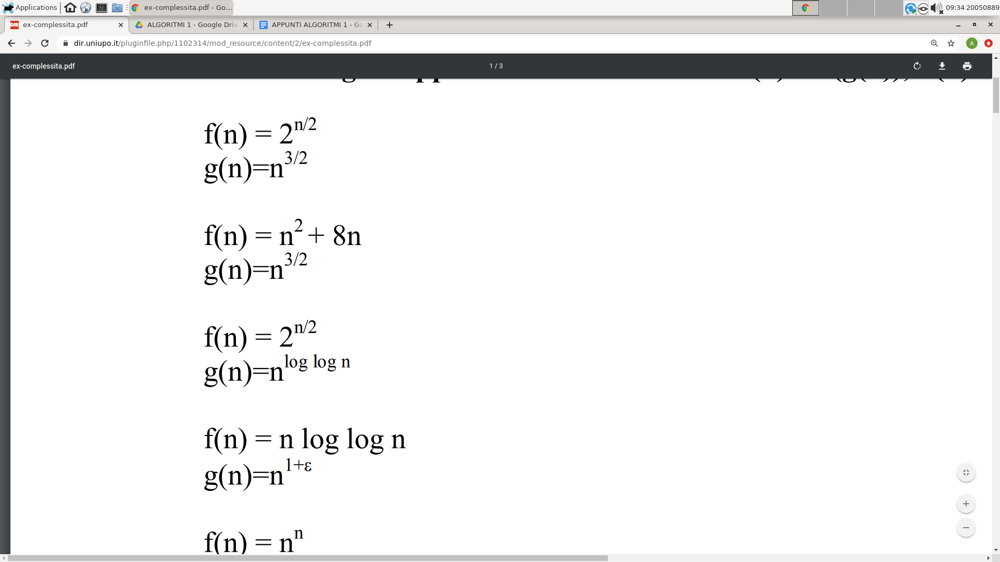 Applications ex-complessita.pdf - Go... 09:34 20050889
ex-complessita.pdf ALGORITMI 1 - Google Driv APPUNTI ALGORITMI 1 - Go
dir.uniupo.it/pluginfile.php/1102314/mod_resource/content/2/ex-complessita.pdf A
ex-complessita.pdf 1 / 3
f(n) = 2^{n/2}
g(n)=n^{3/2}
f(n) = n^2 + 8n
g(n)=n^{3/2}
f(n) = 2^{n/2}
g(n)=n^{log log n}
f(n) = n log log n
g(n)=n^{1+ε}
f(n) = n^n